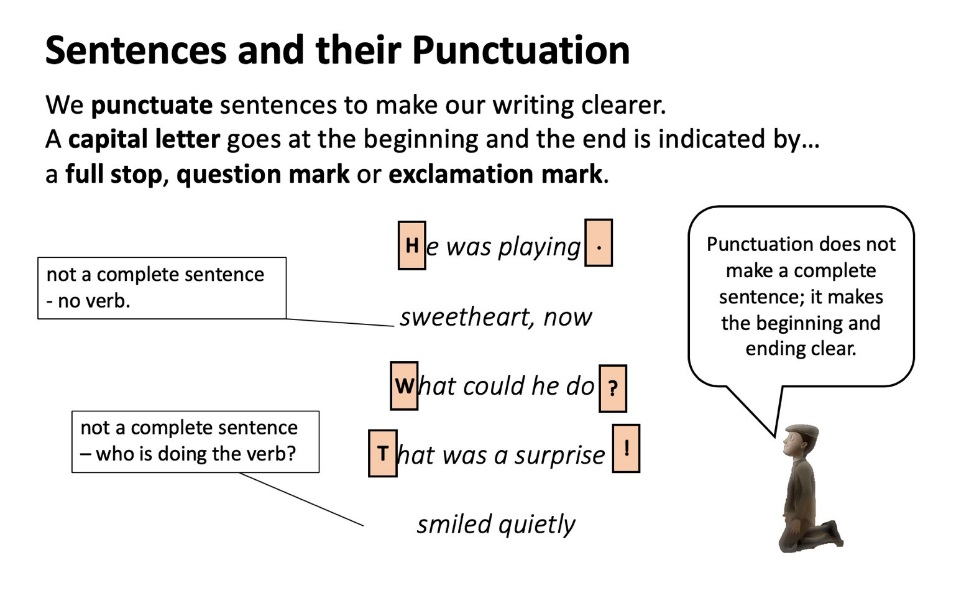 Sentences and their Punctuation
We punctuate sentences to make our writing clearer.
A capital letter goes at the beginning and the end is indicated by...
a full stop, question mark or exclamation mark.
He was playing.
not a complete sentence
- no verb.
sweetheart, now
What could he do?
not a complete sentence
– who is doing the verb?
That was a surprise!
smiled quietly
Punctuation does not
make a complete
sentence; it makes
the beginning and
ending clear.